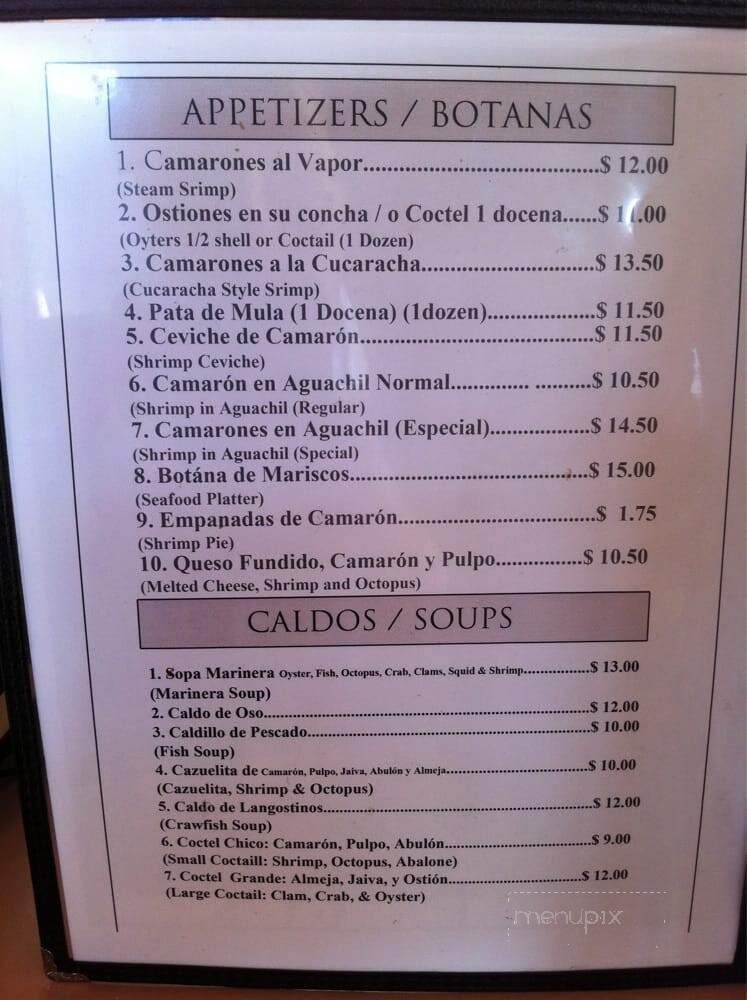 APPETIZERS / BOTANAS
1. Camarones al Vapor.......................................$ 12.00
(Steam Srimp)
2. Ostiones en su concha / o Coctel 1 docena......$ 11.00
(Oyters 1/2 shell or Coctail (1 Dozen)
3. Camarones a la Cucaracha.............................$ 13.50
(Cucaracha Style Srimp)
4. Pata de Mula (1 Docena) (1dozen)..................$ 11.50
5. Ceviche de Camarón.......................................$ 11.50
(Shrimp Ceviche)
6. Camarón en Aguachil Normal............. ..........$ 10.50
(Shrimp in Aguachil (Regular)
7. Camarones en Aguachil (Especial).................$ 14.50
(Shrimp in Aguachil (Special)
8. Botána de Mariscos........................................$ 15.00
(Seafood Platter)
9. Empanadas de Camarón.................................$ 1.75
(Shrimp Pie)
10. Queso Fundido, Camarón y Pulpo...............$ 10.50
(Melted Cheese, Shrimp and Octopus)
CALDOS / SOUPS
1. Sopa Marinera Oyster, Fish, Octopus, Crab, Clams, Squid & Shrimp................$ 13.00
(Marinera Soup)
2. Caldo de Oso...................................................................................$ 12.00
3. Caldillo de Pescado.........................................................................$ 10.00
(Fish Soup)
4. Cazuelita de Camarón, Pulpo, Jaiva, Abulón y Almeja....................................$ 10.00
(Cazuelita, Shrimp & Octopus)
5. Caldo de Langostinos.....................................................................$ 12.00
(Crawfish Soup)
6. Coctel Chico: Camarón, Pulpo, Abulón......................................$ 9.00
(Small Coctaill: Shrimp, Octopus, Abalone)
7. Coctel Grande: Almeja, Jaiva, y Ostión..................................$ 12.00
(Large Coctail: Clam, Crab, & Oyster)
menupix